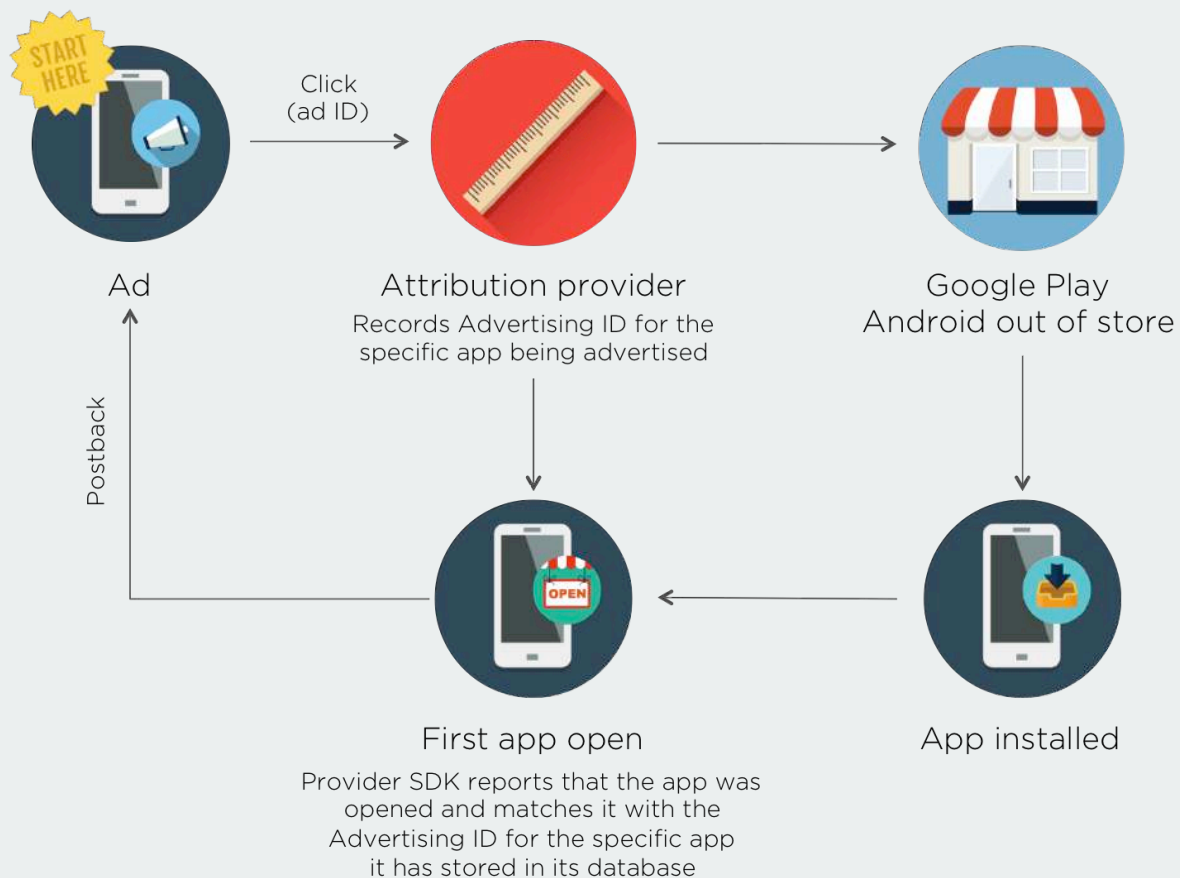 START
HERE
Click
(ad ID)
Ad
Attribution provider
Records Advertising ID for the
specific app being advertised
Google Play
Android out of store
Postback
OPEN
First app open
Provider SDK reports that the app was
opened and matches it with the
Advertising ID for the specific app
it has stored in its database
App installed